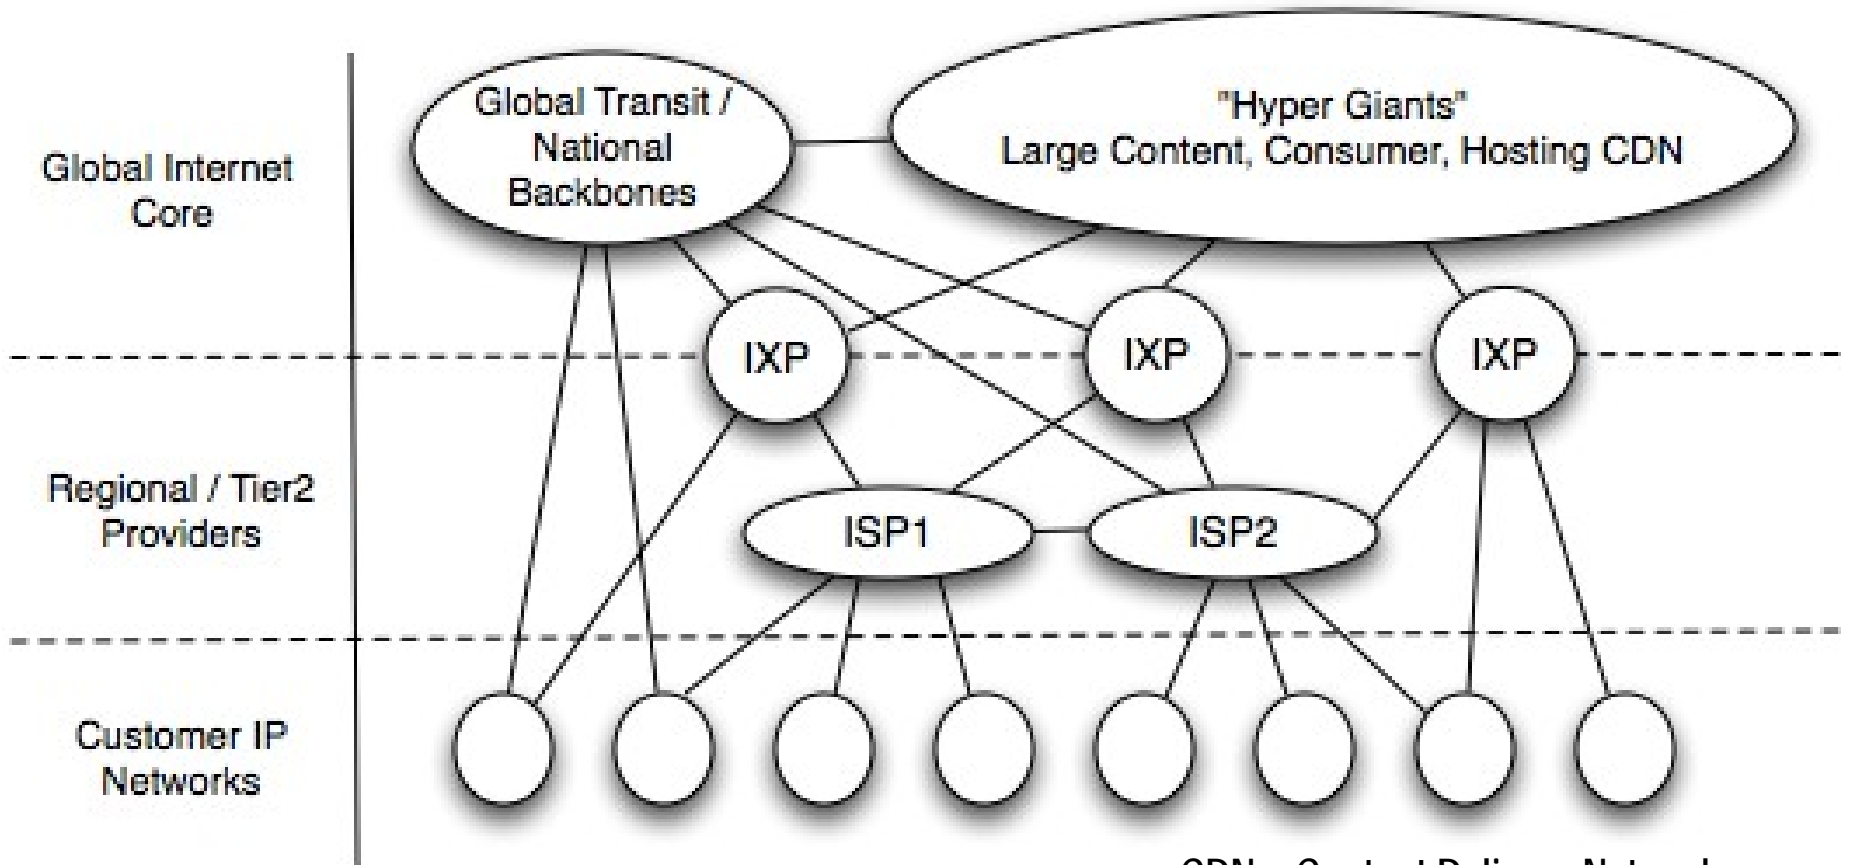 Global Internet
Core
Global Transit /
National
Backbones
"Hyper Giants"
Large Content, Consumer, Hosting CDN
IXP
IXP
IXP
Regional / Tier2
Providers
ISP1
ISP2
Customer IP
Networks